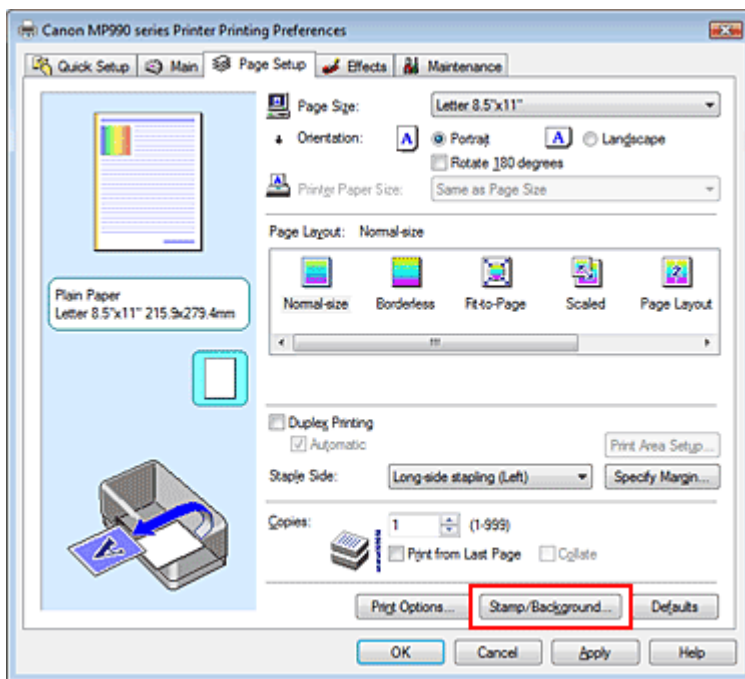 Canon MP990 series Printer Printing Preferences
Quick Setup Main Page Setup Effects Maintenance
Page Size: Letter 8.5"x11"
Orientation: A Portrait A Landscape
Rotate 180 degrees
Printer Paper Size: Same as Page Size
Page Layout: Normal-size
Normal-size Borderless Fit-to-Page Scaled Page Layout
Plain Paper
Letter 8.5"x11" 215.9x279.4mm
Duplex Printing
Automatic Print Area Setup...
Staple Side: Long-side stapling (Left) Specify Margin...
Copies: 1 (1-999)
Print from Last Page Collate
Print Options... Stamp/Background... Defaults
OK Cancel Apply Help